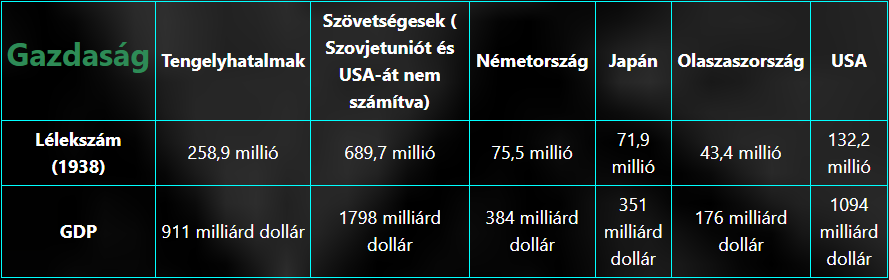 Gazdaság
Tengelyhatalmak
Szövetségesek (
Szovjetuniót és
USA-át nem
számítva)
Németország
Japán
Olaszaszország
USA
Lélekszám
(1938)
258,9 millió
689,7 millió
75,5 millió
71,9
millió
43,4 millió
132,2
millió
GDP
911 milliárd dollár
1798 milliárd
dollár
384 milliárd
dollár
351
milliárd
dollár
176 milliárd
dollár
1094
milliárd
dollár